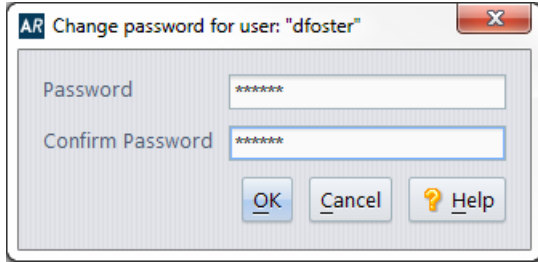 AR Change password for user: "dfoster"
Password ******
Confirm Password ******
OK Cancel ? Help